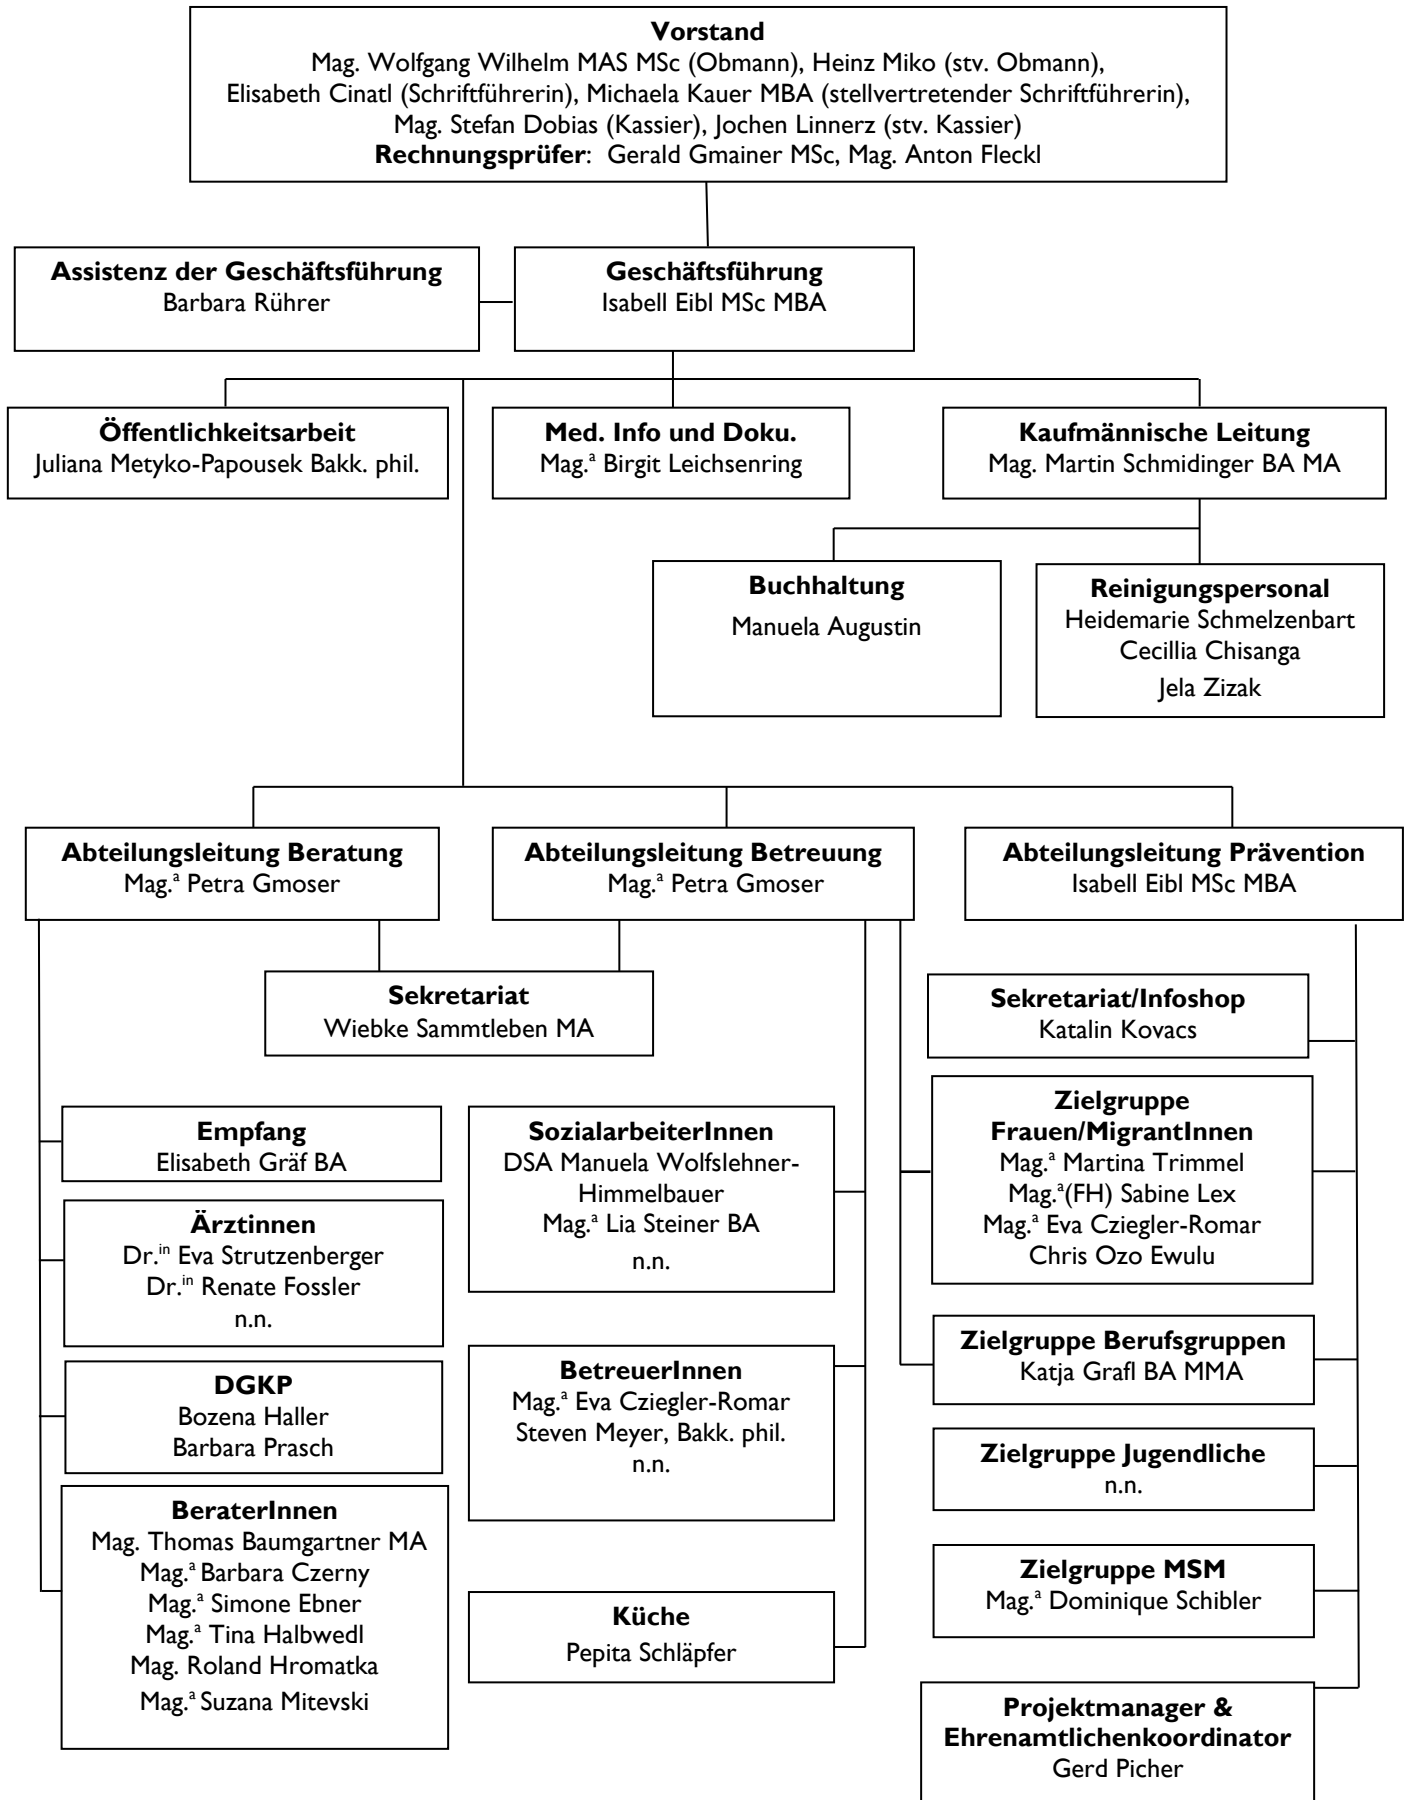 Vorstand
Mag. Wolfgang Wilhelm MAS MSc (Obmann), Heinz Miko (stv. Obmann),
Elisabeth Cinatl (Schriftführerin), Michaela Kauer MBA (stellvertretender Schriftführerin),
Mag. Stefan Dobias (Kassier), Jochen Linnerz (stv. Kassier)
Rechnungsprüfer: Gerald Gmainer MSc, Mag. Anton Fleckl
Assistenz der Geschäftsführung
Barbara Rührer
Geschäftsführung
Isabell Eibl MSc MBA
Öffentlichkeitsarbeit
Juliana Metyko-Papousek Bakk. phil.
Med. Info und Doku.
Mag.ª Birgit Leichsenring
Kaufmännische Leitung
Mag. Martin Schmidinger BA MA
Buchhaltung
Manuela Augustin
Reinigungspersonal
Heidemarie Schmelzenbart
Cecillia Chisanga
Jela Zizak
Abteilungsleitung Beratung
Mag.ª Petra Gmoser
Abteilungsleitung Betreuung
Mag.ª Petra Gmoser
Abteilungsleitung Prävention
Isabell Eibl MSc MBA
Sekretariat
Wiebke Sammtleben MA
Empfang
Elisabeth Gräf BA
Ärztinnen
Dr.in Eva Strutzenberger
Dr.in Renate Fossler
n.n.
DGKP
Bozena Haller
Barbara Prasch
BeraterInnen
Mag. Thomas Baumgartner MA
Mag.ª Barbara Czerny
Mag.ª Simone Ebner
Mag.ª Tina Halbwedl
Mag. Roland Hromatka
Mag.ª Suzana Mitevski
SozialarbeiterInnen
DSA Manuela Wolfslehner-
Himmelbauer
Mag.ª Lia Steiner BA
n.n.
BetreuerInnen
Mag.ª Eva Cziegler-Romar
Steven Meyer, Bakk. phil.
n.n.
Küche
Pepita Schläpfer
Sekretariat/Infoshop
Katalin Kovacs
Zielgruppe
Frauen/MigrantInnen
Mag.ª Martina Trimmel
Mag.ª(FH) Sabine Lex
Mag.ª Eva Cziegler-Romar
Chris Ozo Ewulu
Zielgruppe Berufsgruppen
Katja Grafl BA MMA
Zielgruppe Jugendliche
n.n.
Zielgruppe MSM
Mag.ª Dominique Schibler
Projektmanager &
Ehrenamtlichenkoordinator
Gerd Picher